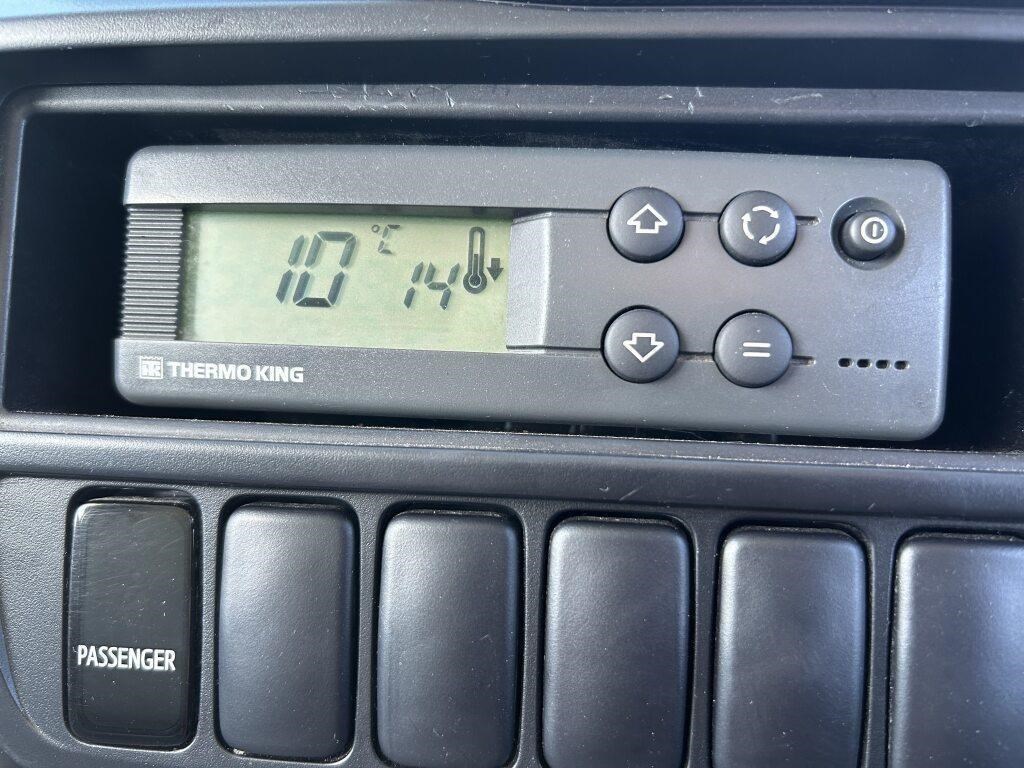 10 °C 14
THERMO KING
PASSENGER